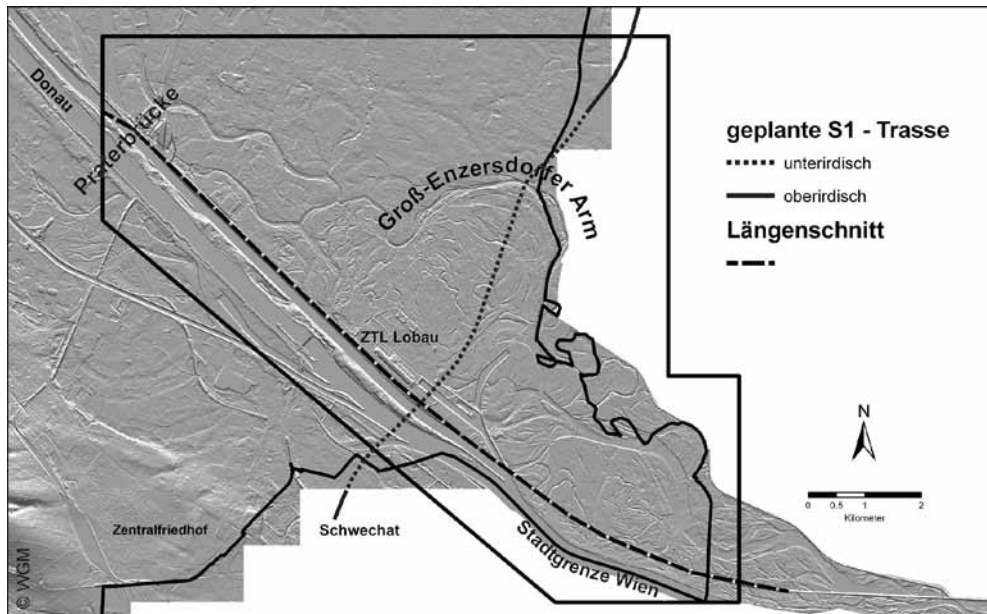 Donau
Praterbrücke
Groß-Enzersdorfer Arm
geplante S1 - Trasse
unterirdisch
oberirdisch
Längenschnitt
ZTL Lobau
N
0 0.5 1 2
Kilometer
Zentralfriedhof
Schwechat
Stadtgrenze Wien
© WGM